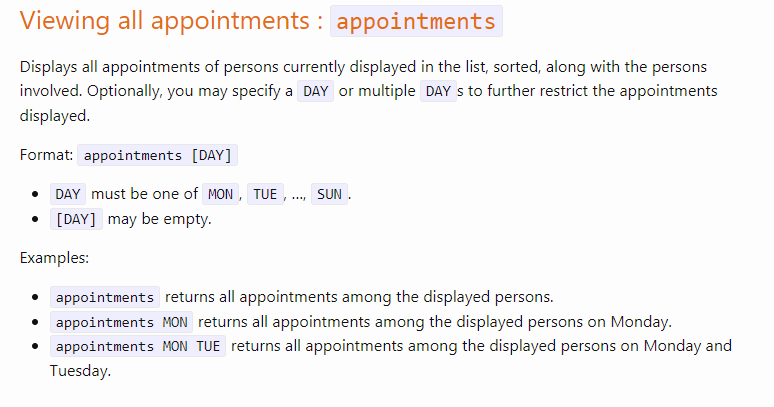 Viewing all appointments : appointments
Displays all appointments of persons currently displayed in the list, sorted, along with the persons
involved. Optionally, you may specify a DAY or multiple DAY s to further restrict the appointments
displayed.
Format: appointments [DAY]
• DAY must be one of MON , TUE , …, SUN .
• [DAY] may be empty.
Examples:
• appointments returns all appointments among the displayed persons.
• appointments MON returns all appointments among the displayed persons on Monday.
• appointments MON TUE returns all appointments among the displayed persons on Monday and
Tuesday.